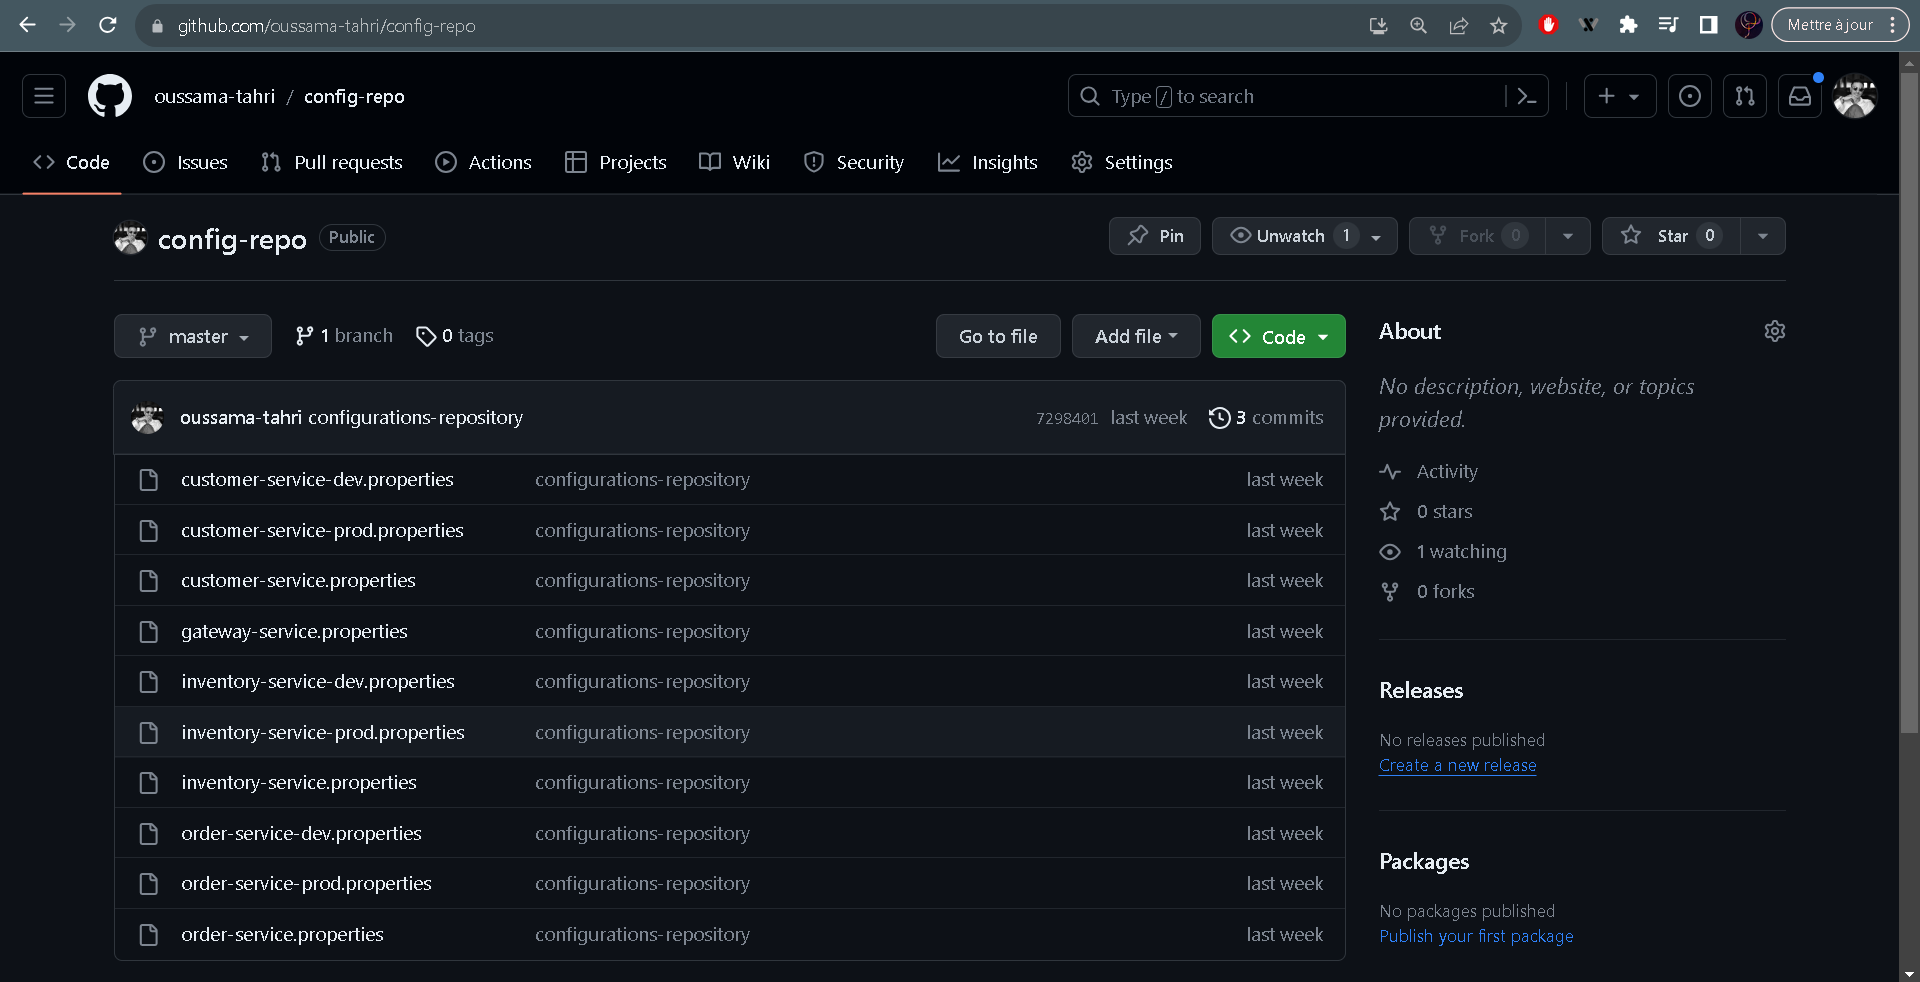 github.com/oussama-tahri/config-repo
Mettre à jour
oussama-tahri / config-repo
Type / to search
Code
Issues
Pull requests
Actions
Projects
Wiki
Security
Insights
Settings
config-repo Public
Pin
Unwatch 1
Fork 0
Star 0
master
1 branch
0 tags
Go to file
Add file
Code
oussama-tahri configurations-repository 7298401 last week 3 commits
customer-service-dev.properties configurations-repository last week
customer-service-prod.properties configurations-repository last week
customer-service.properties configurations-repository last week
gateway-service.properties configurations-repository last week
inventory-service-dev.properties configurations-repository last week
inventory-service-prod.properties configurations-repository last week
inventory-service.properties configurations-repository last week
order-service-dev.properties configurations-repository last week
order-service-prod.properties configurations-repository last week
order-service.properties configurations-repository last week
About
No description, website, or topics
provided.
Activity
0 stars
1 watching
0 forks
Releases
No releases published
Create a new release
Packages
No packages published
Publish your first package